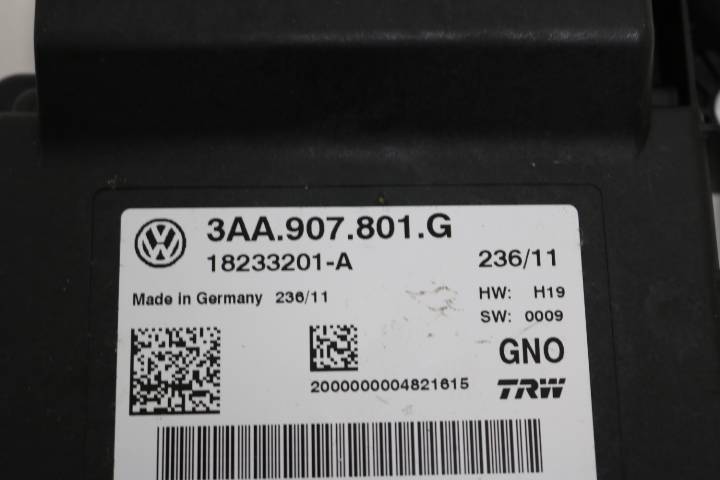 3AA.907.801.G
18233201-A 236/11
Made in Germany 236/11
HW: H19
SW: 0009
GNO
2000000004821615
TRW